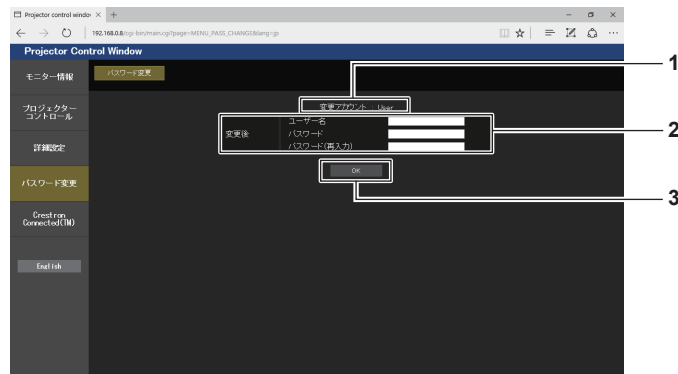 Projector control window
192.168.0.8/cgi-bin/main.cgi?page=MENU_PASS_CHANGE&lang=jp
Projector Control Window
モニター情報
パスワード変更
プロジェクター
コントロール
詳細設定
パスワード変更
Crestron
Connected(TM)
English
変更アカウント : User
変更後
ユーザー名
パスワード
パスワード(再入力)
OK
1
2
3